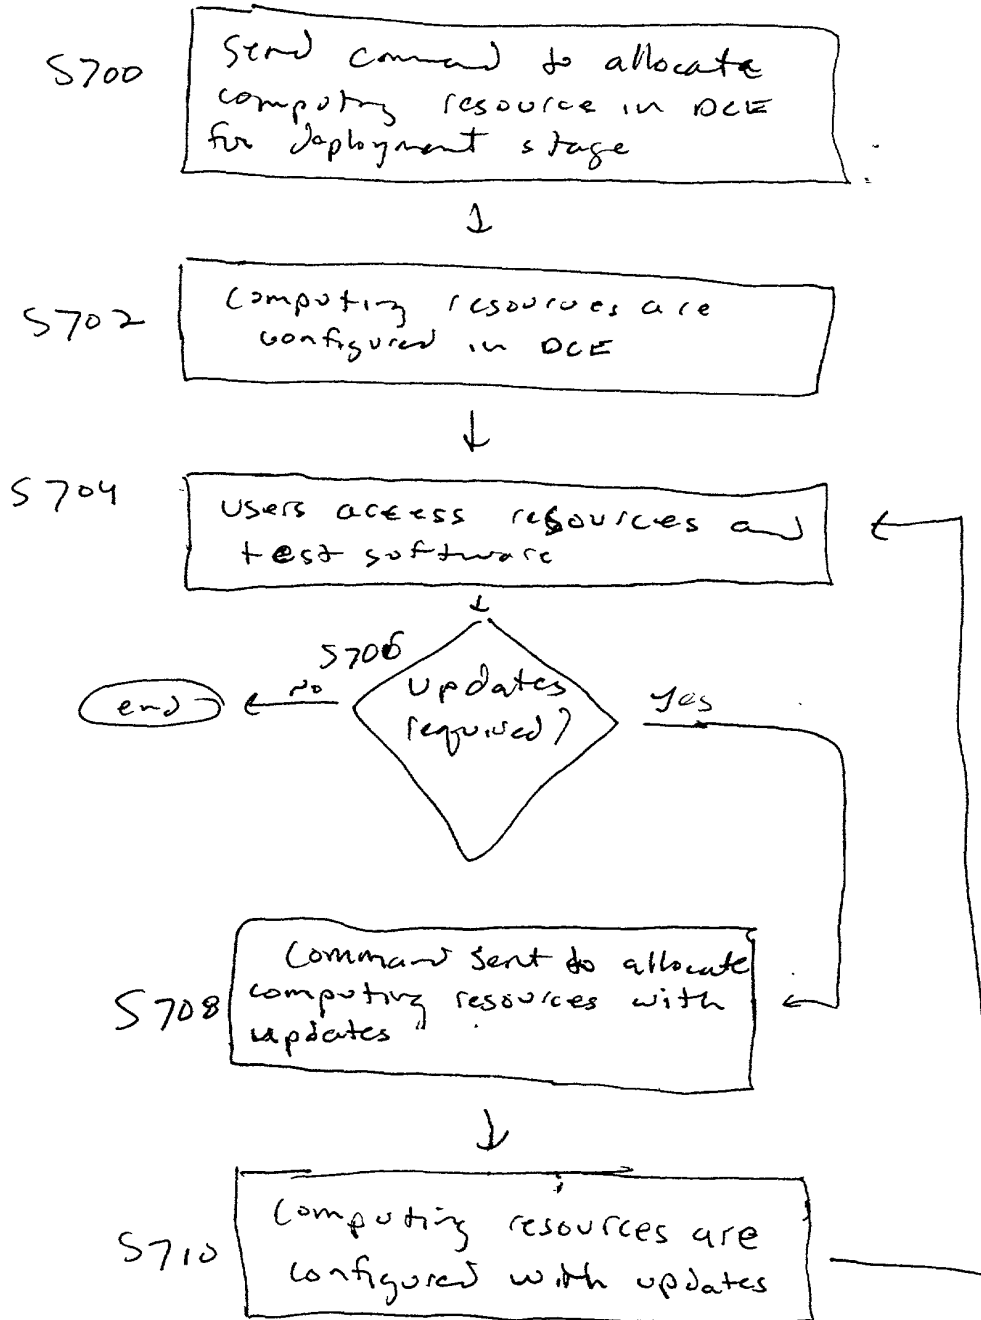 S700
Send command to allocate
computing resource in DCE
for deployment stage
S702
Computing resources are
configured in DCE
S704
Users access resources and
test software
S706
updates
required?
No
end
Yes
S708
Command sent to allocate
computing resources with
updates
S710
Computing resources are
configured with updates